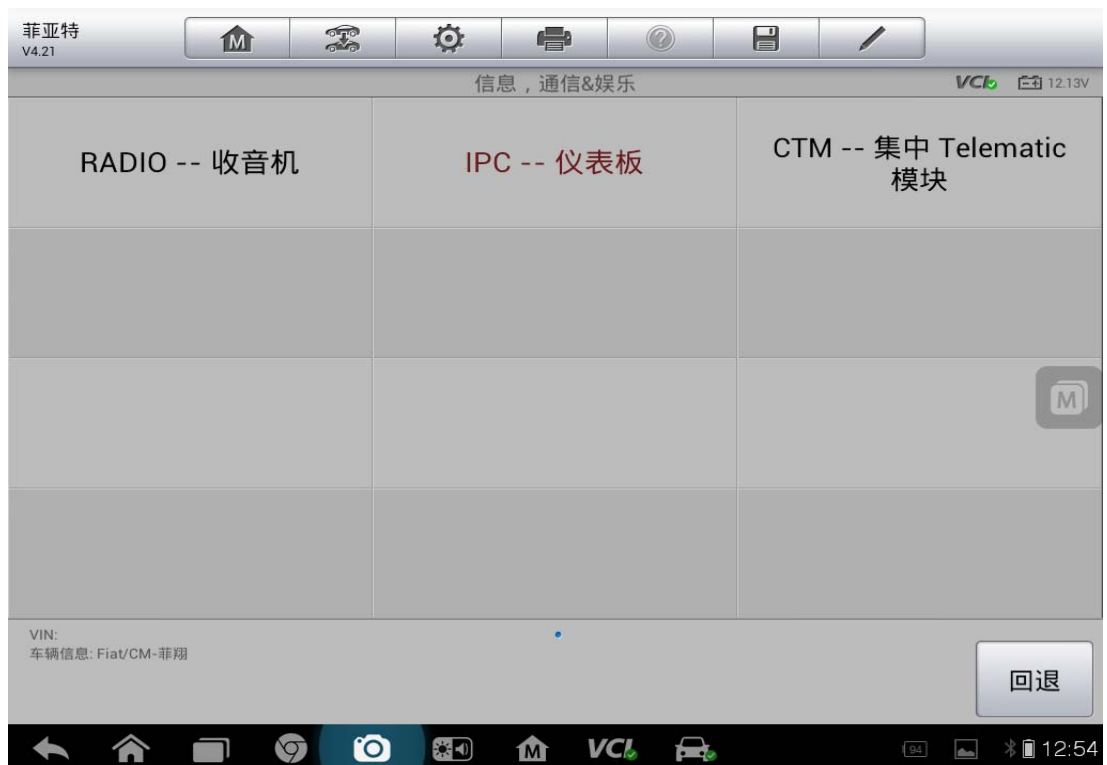 菲亚特
V4.21
M
信息，通信&娱乐
VCI
12.13V
RADIO -- 收音机
IPC -- 仪表板
CTM -- 集中 Telematic
模块
M
VIN:
车辆信息: Fiat/CM-菲翔
回退
M
VCI
94
12:54